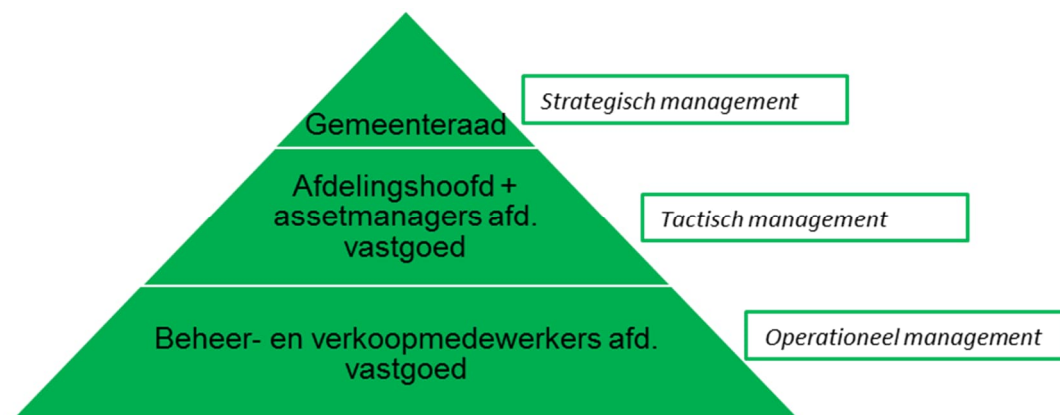 Strategisch management
Gemeenteraad
Afdelingshoofd +
assetmanagers afd.
vastgoed
Tactisch management
Beheer- en verkoopmedewerkers afd.
vastgoed
Operationeel management